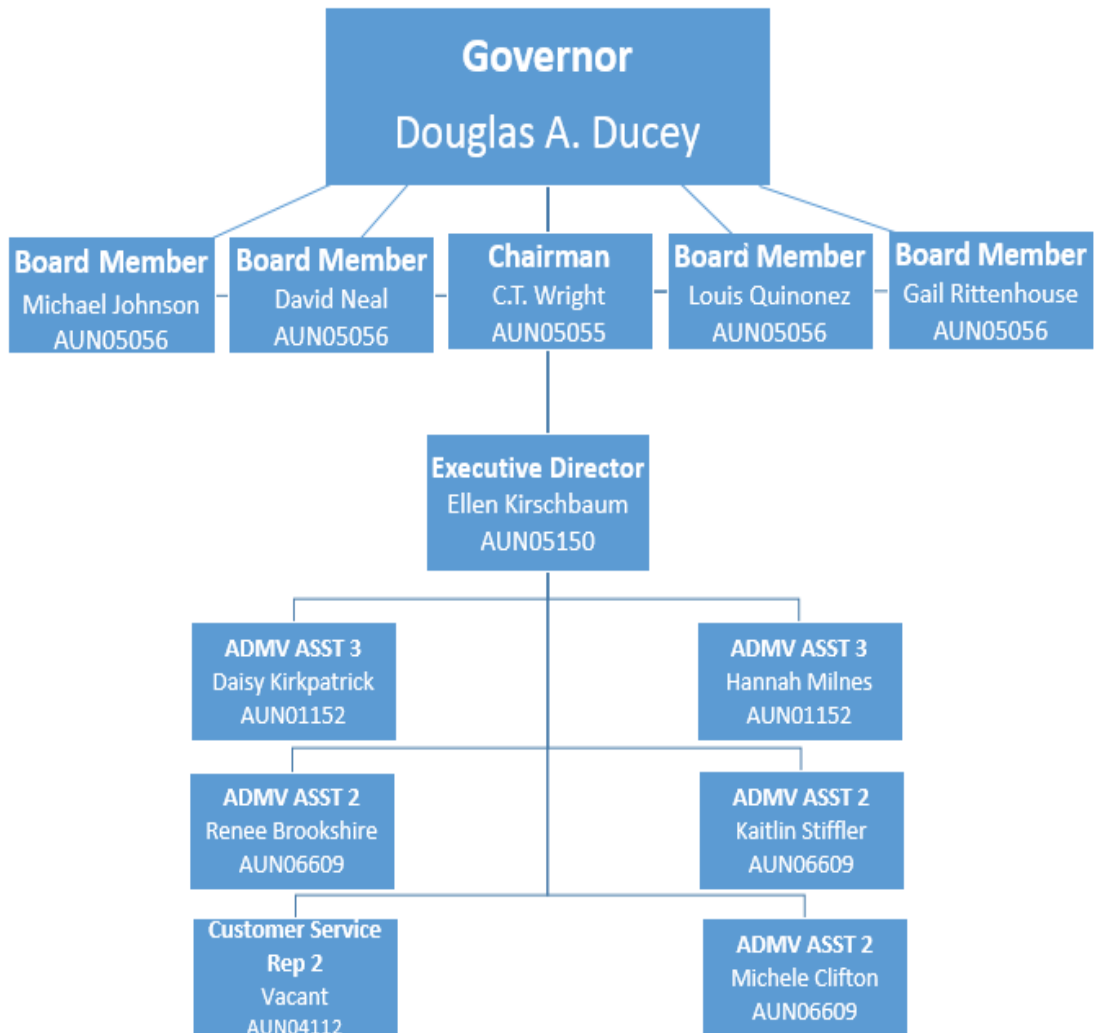 Governor
Douglas A. Ducey
Board Member
Michael Johnson
AUN05056
Board Member
David Neal
AUN05056
Chairman
C.T. Wright
AUN05055
Board Member
Louis Quinonez
AUN05056
Board Member
Gail Rittenhouse
AUN05056
Executive Director
Ellen Kirschbaum
AUN05150
ADMV ASST 3
Daisy Kirkpatrick
AUN01152
ADMV ASST 3
Hannah Milnes
AUN01152
ADMV ASST 2
Renee Brookshire
AUN06609
ADMV ASST 2
Kaitlin Stiffler
AUN06609
Customer Service
Rep 2
Vacant
AUN04112
ADMV ASST 2
Michele Clifton
AUN06609